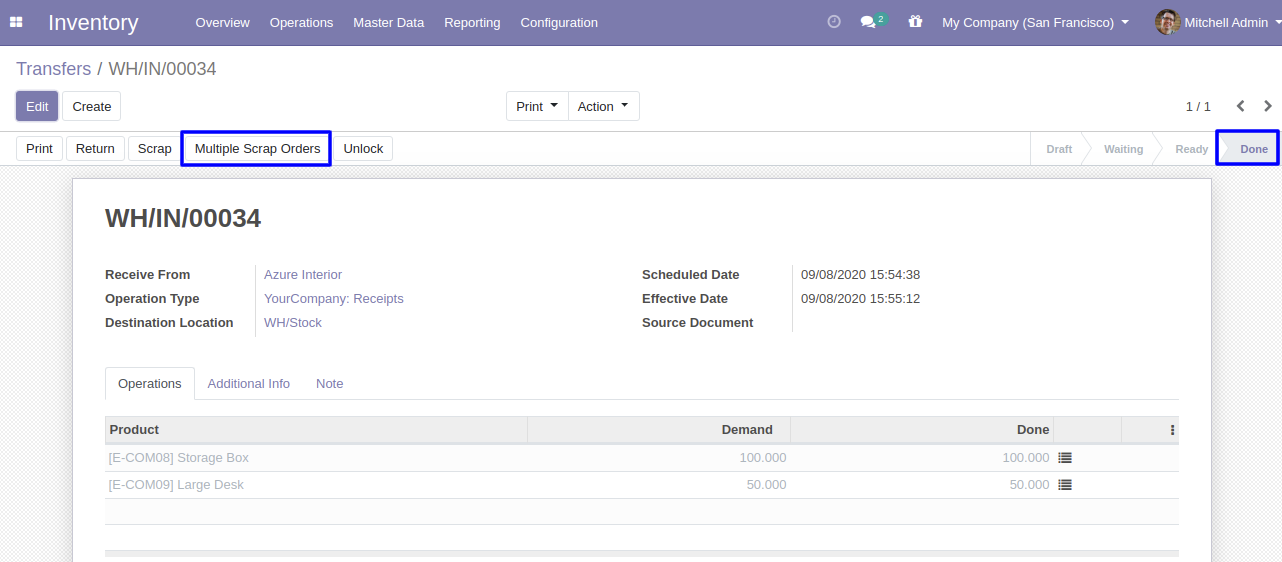 Inventory Overview Operations Master Data Reporting Configuration 2 My Company (San Francisco) Mitchell Admin
Transfers / WH/IN/00034
Edit Create Print Action 1 / 1
Print Return Scrap Multiple Scrap Orders Unlock Draft Waiting Ready Done
WH/IN/00034
Receive From Azure Interior Scheduled Date 09/08/2020 15:54:38
Operation Type YourCompany: Receipts Effective Date 09/08/2020 15:55:12
Destination Location WH/Stock Source Document
Operations Additional Info Note
Product Demand Done
[E-COM08] Storage Box 100.000 100.000
[E-COM09] Large Desk 50.000 50.000